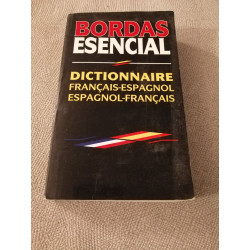 BORDAS
ESENCIAL
DICTIONNAIRE
FRANÇAIS-ESPAGNOL
ESPAGNOL-FRANÇAIS